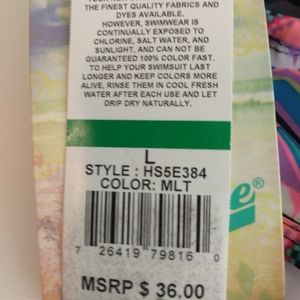 THE FINEST QUALITY FABRICS AND
DYES AVAILABLE.
HOWEVER, SWIMWEAR IS
CONTINUALLY EXPOSED TO
CHLORINE, SALT WATER, AND
SUNLIGHT, AND CAN NOT BE
GUARANTEED 100% COLOR FAST.
TO HELP YOUR SWIMSUIT LAST
LONGER AND KEEP COLORS MORE
ALIVE, RINSE THEM IN COOL FRESH
WATER AFTER EACH USE AND LET
DRIP DRY NATURALLY.
L
STYLE : HS5E384
COLOR: MLT
7 26419 79816 0
MSRP $ 36.00